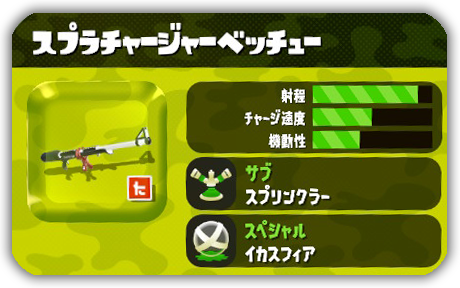 スプラチャージャーベッチュー
射程
チャージ速度
機動性
た
サブ
スプリンクラー
スペシャル
イカスフィア